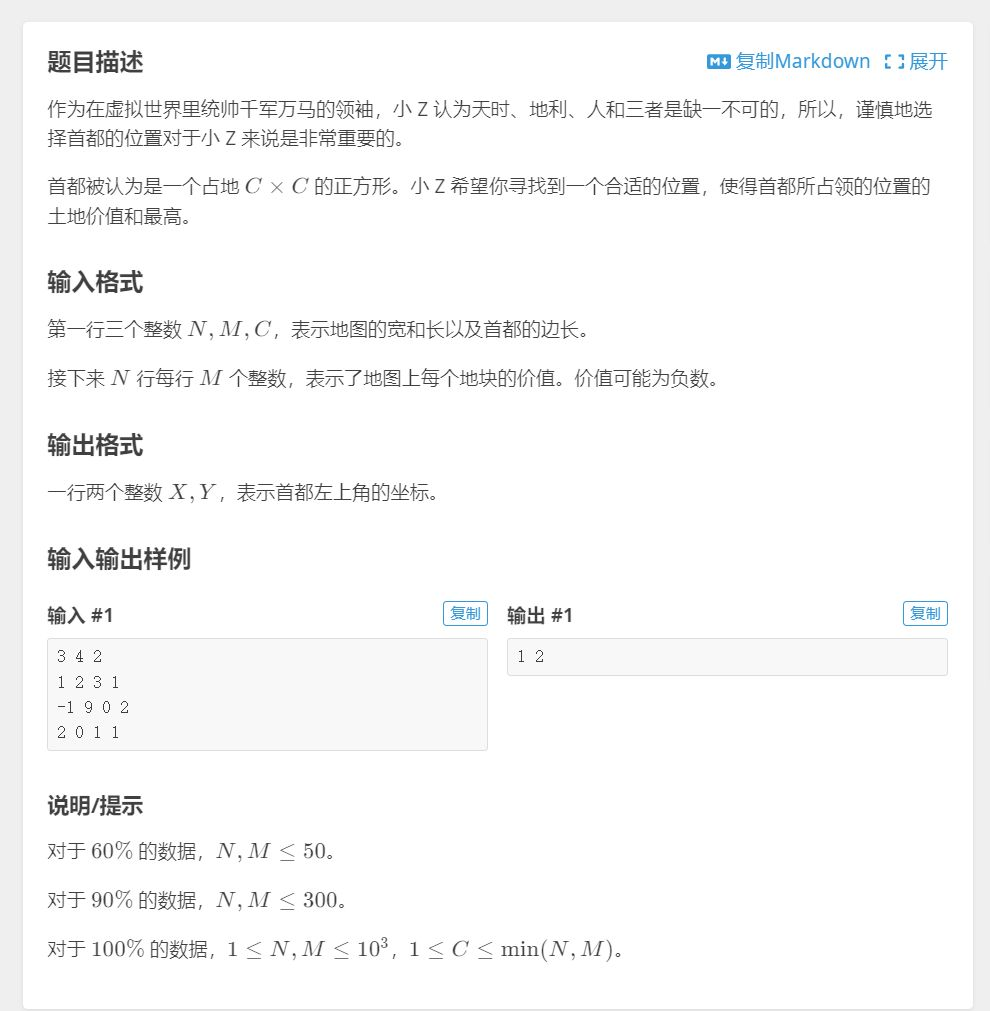 题目描述
复制Markdown 展开
作为在虚拟世界里统帅千军万马的领袖，小 Z 认为天时、地利、人和三者是缺一不可的，所以，谨慎地选
择首都的位置对于小 Z 来说是非常重要的。
首都被认为是一个占地 C × C 的正方形。小 Z 希望你寻找到一个合适的位置，使得首都所占领的位置的
土地价值和最高。
输入格式
第一行三个整数 N, M, C，表示地图的宽和长以及首都的边长。
接下来 N 行每行 M 个整数，表示了地图上每个地块的价值。价值可能为负数。
输出格式
一行两个整数 X, Y，表示首都左上角的坐标。
输入输出样例
输入 #1
复制
3 4 2
1 2 3 1
-1 9 0 2
2 0 1 1
输出 #1
复制
1 2
说明/提示
对于 60% 的数据，N, M ≤ 50。
对于 90% 的数据，N, M ≤ 300。
对于 100% 的数据，1 ≤ N, M ≤ 10³，1 ≤ C ≤ min(N, M)。